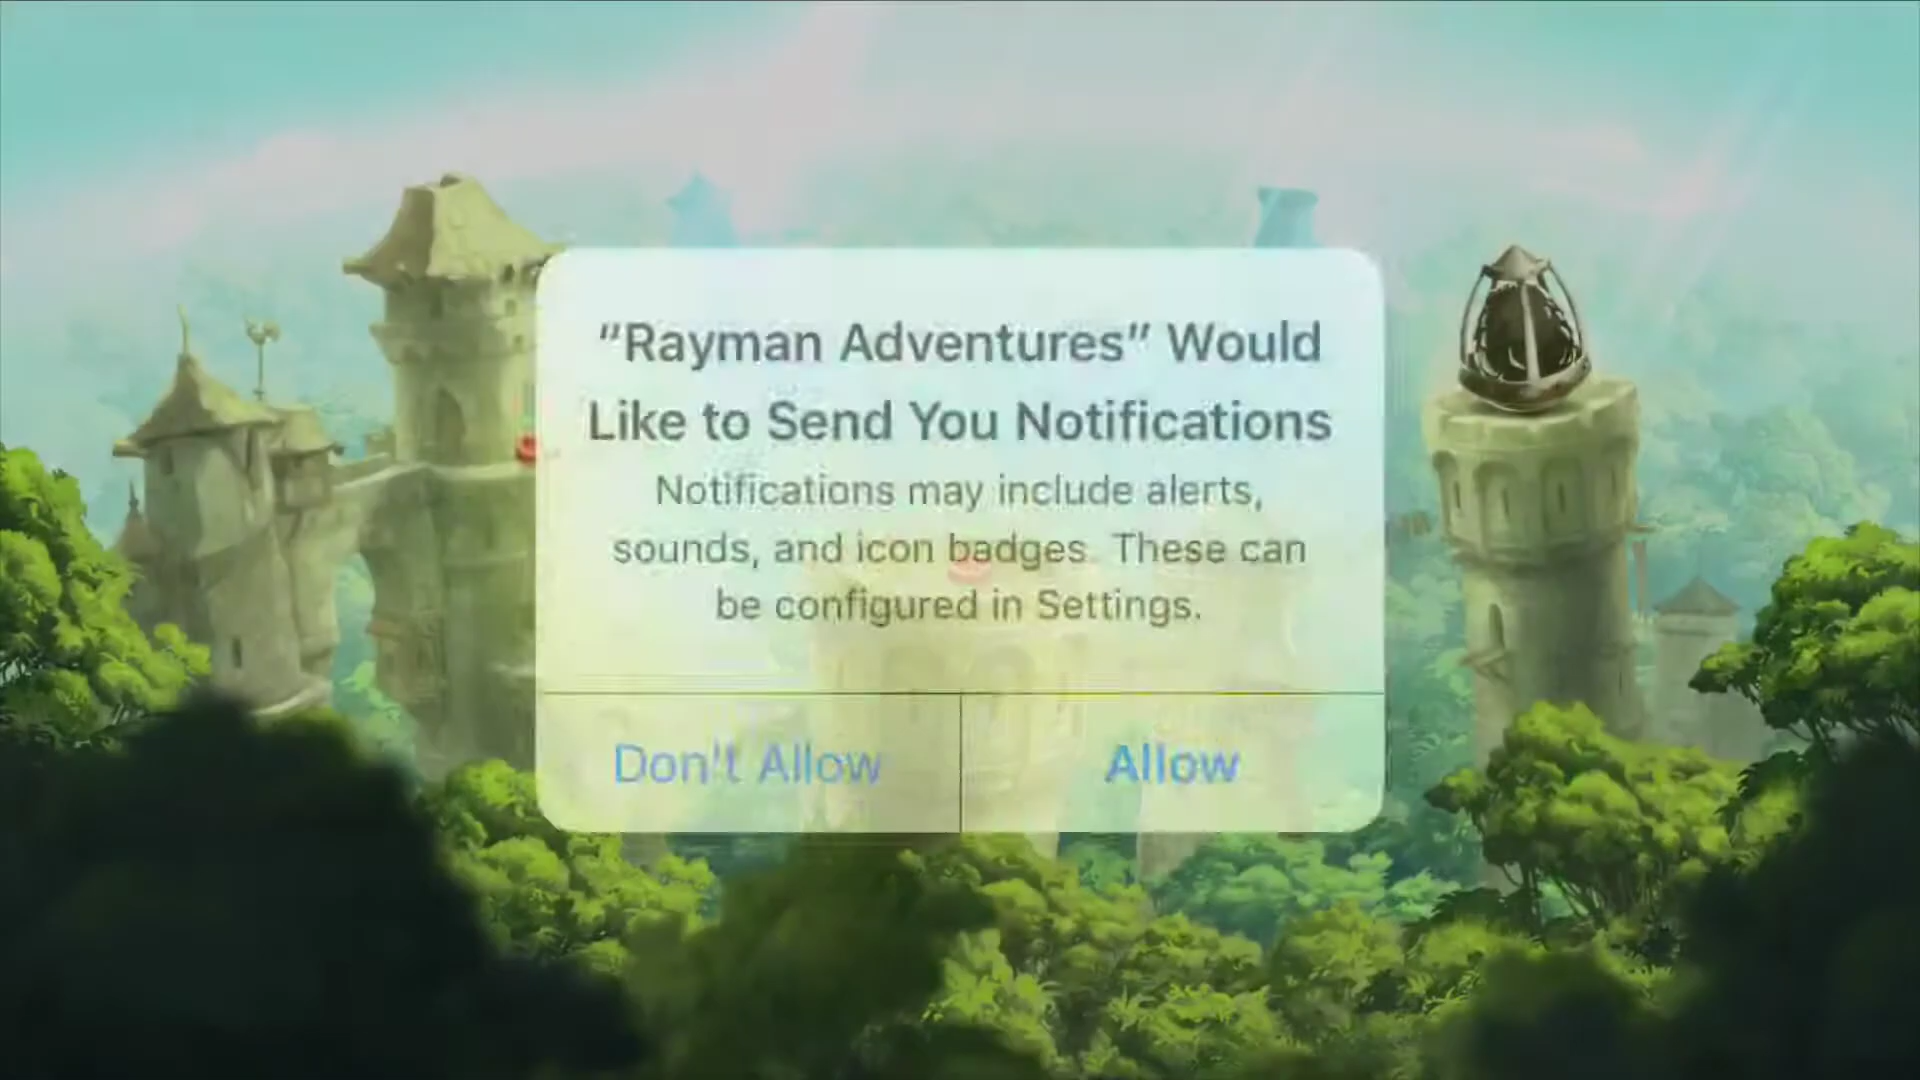 “Rayman Adventures” Would
Like to Send You Notifications
Notifications may include alerts,
sounds, and icon badges. These can
be configured in Settings.
Don't Allow
Allow